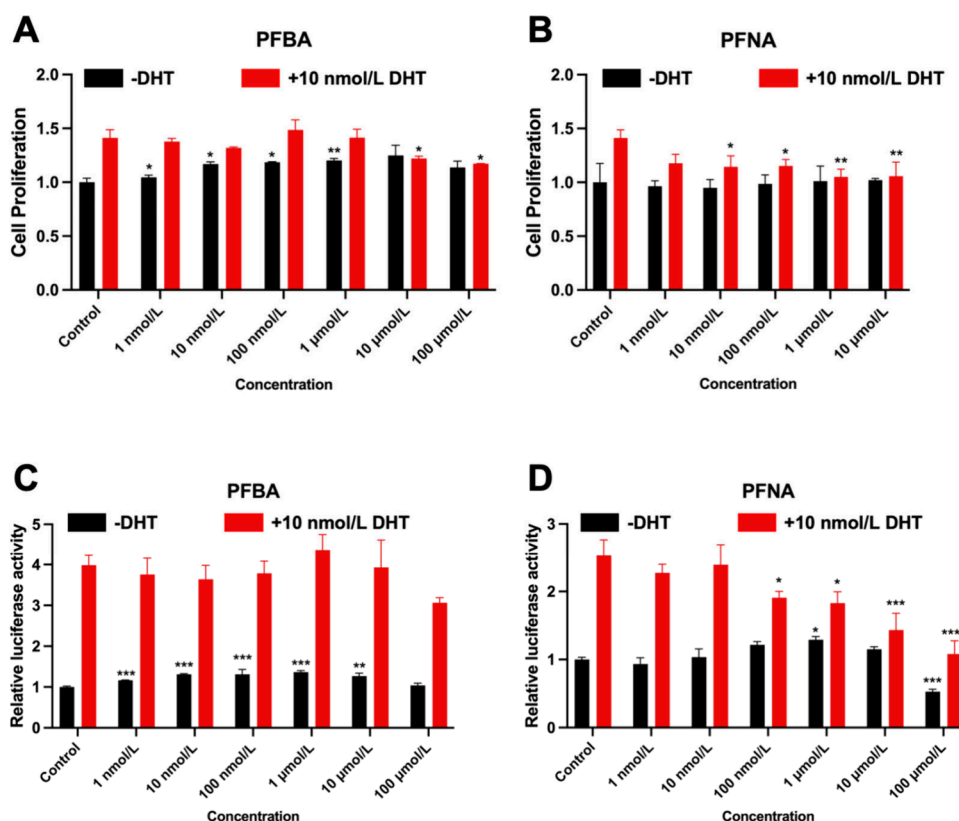 A
PFBA
-DHT
+10 nmol/L DHT
Cell Proliferation
2.0
1.5
1.0
0.5
0.0
*
*
*
**
*
*
Control
1 nmol/L
10 nmol/L
100 nmol/L
1 μmol/L
10 μmol/L
100 μmol/L
Concentration
B
PFNA
-DHT
+10 nmol/L DHT
Cell Proliferation
2.0
1.5
1.0
0.5
0.0
*
*
**
**
Control
1 nmol/L
10 nmol/L
100 nmol/L
1 μmol/L
10 μmol/L
Concentration
C
PFBA
-DHT
+10 nmol/L DHT
Relative luciferase activity
5
4
3
2
1
0
***
***
***
***
**
Control
1 nmol/L
10 nmol/L
100 nmol/L
1 μmol/L
10 μmol/L
100 μmol/L
Concentration
D
PFNA
-DHT
+10 nmol/L DHT
Relative luciferase activity
3
2
1
0
*
*
*
***
***
***
Control
1 nmol/L
10 nmol/L
100 nmol/L
1 μmol/L
10 μmol/L
100 μmol/L
Concentration